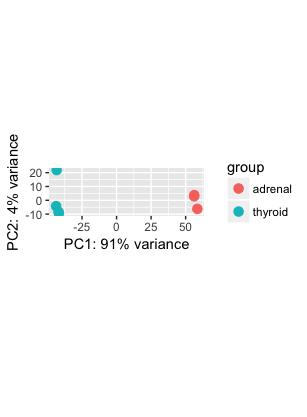 PC2: 4% variance
20
10
0
-10
-25
0
25
50
PC1: 91% variance
group
adrenal
thyroid